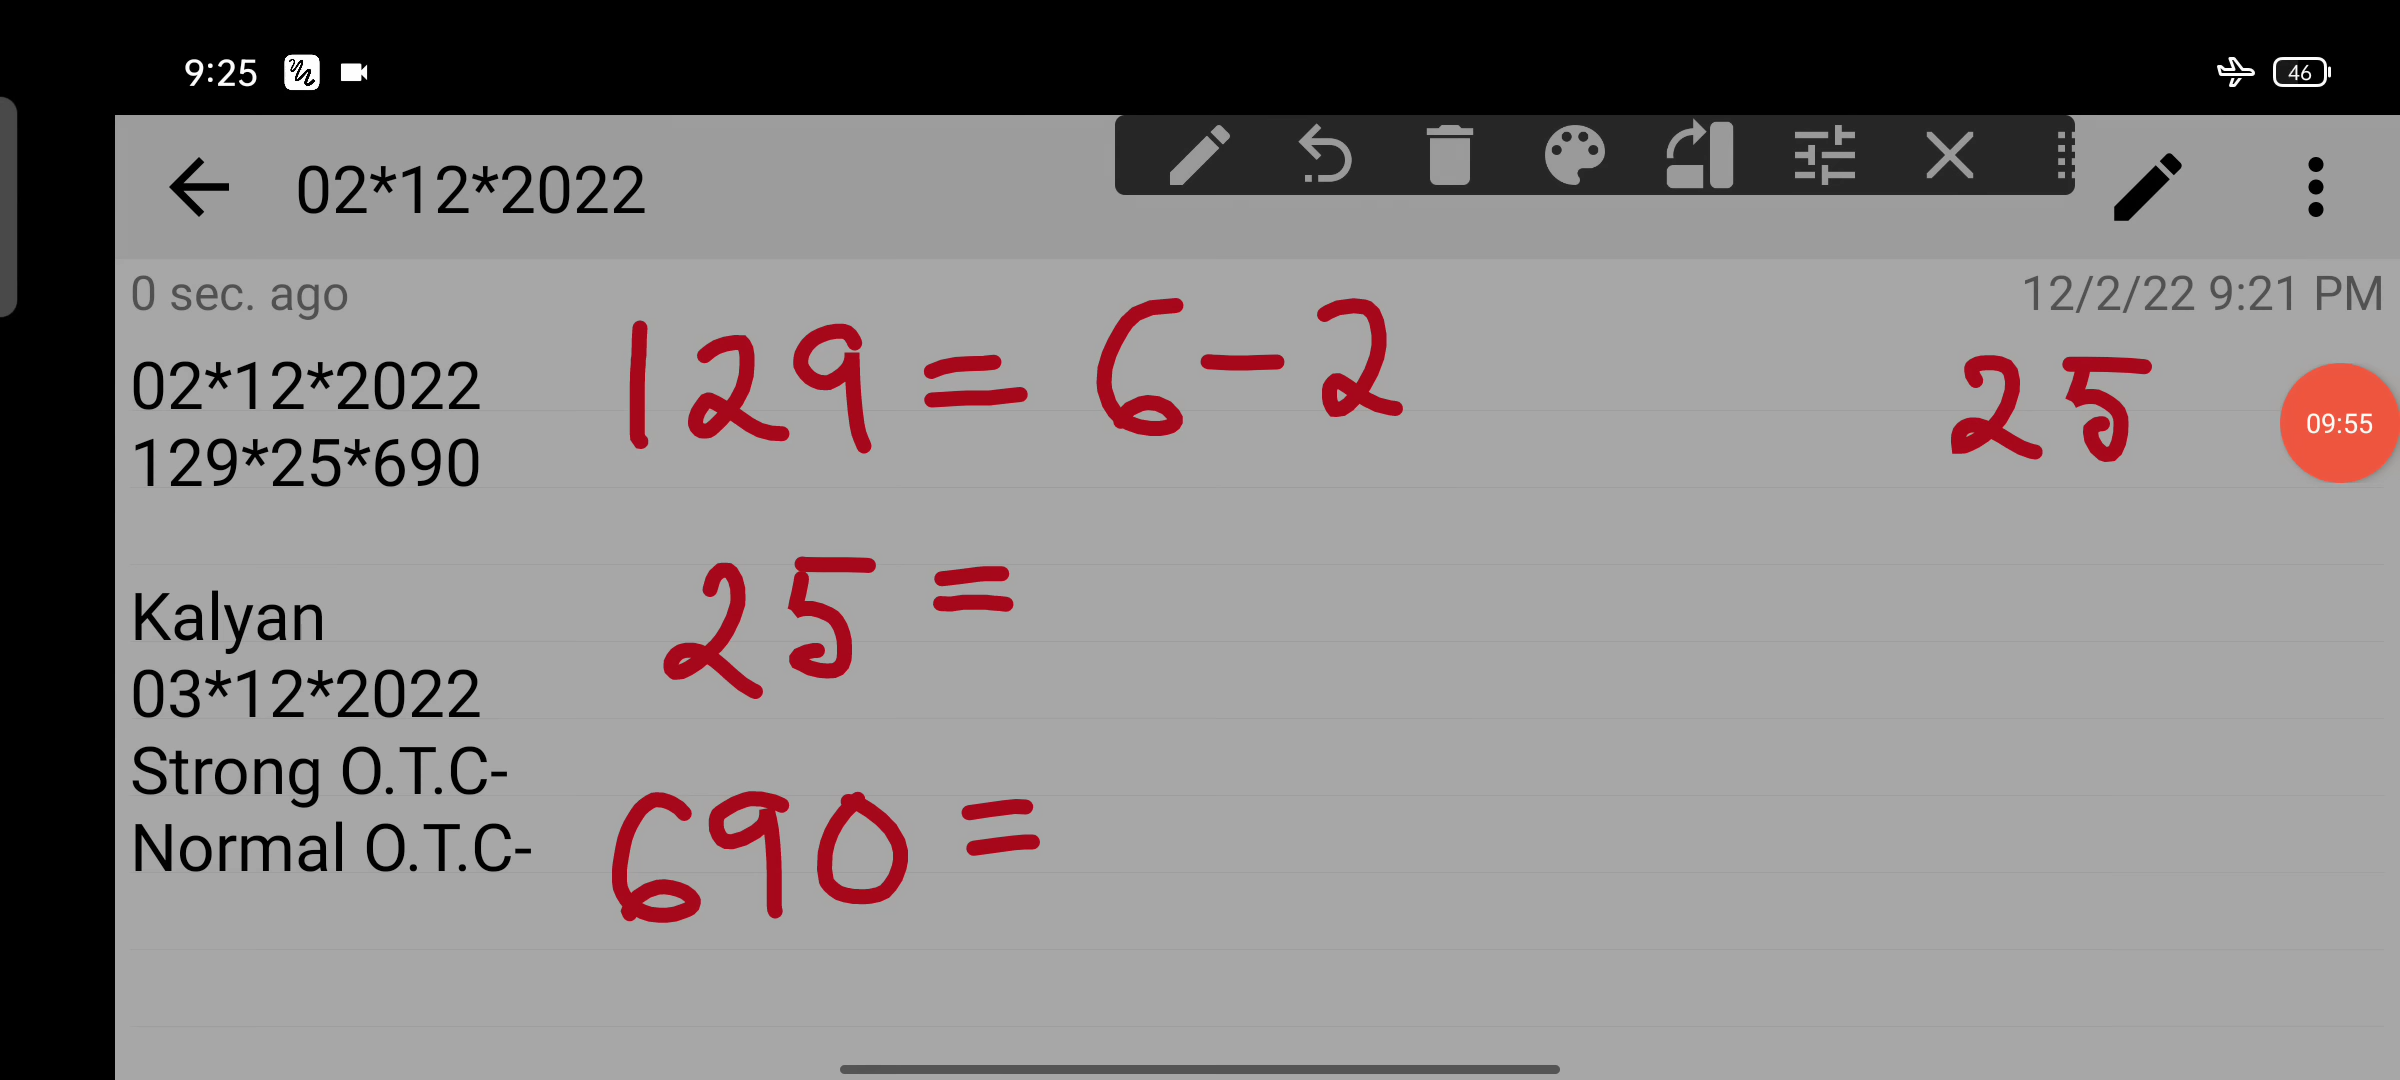 9:25 46
02*12*2022
0 sec. ago 12/2/22 9:21 PM
02*12*2022
129*25*690
129=6-2 25
09:55
25=
Kalyan
03*12*2022
Strong O.T.C-
Normal O.T.C-
690=